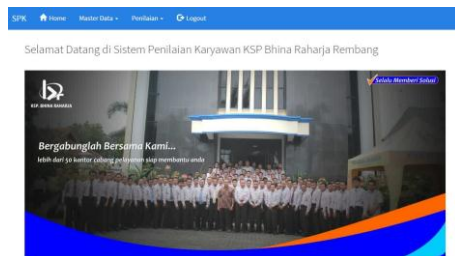 SPK Home Master Data Penilaian Logout
Selamat Datang di Sistem Penilaian Karyawan KSP Bhina Raharja Rembang
Selalu Memberi Solusi
KSP. BHINA RAHARJA
Bergabunglah Bersama Kami...
lebih dari 50 kantor cabang pelayanan siap membantu anda